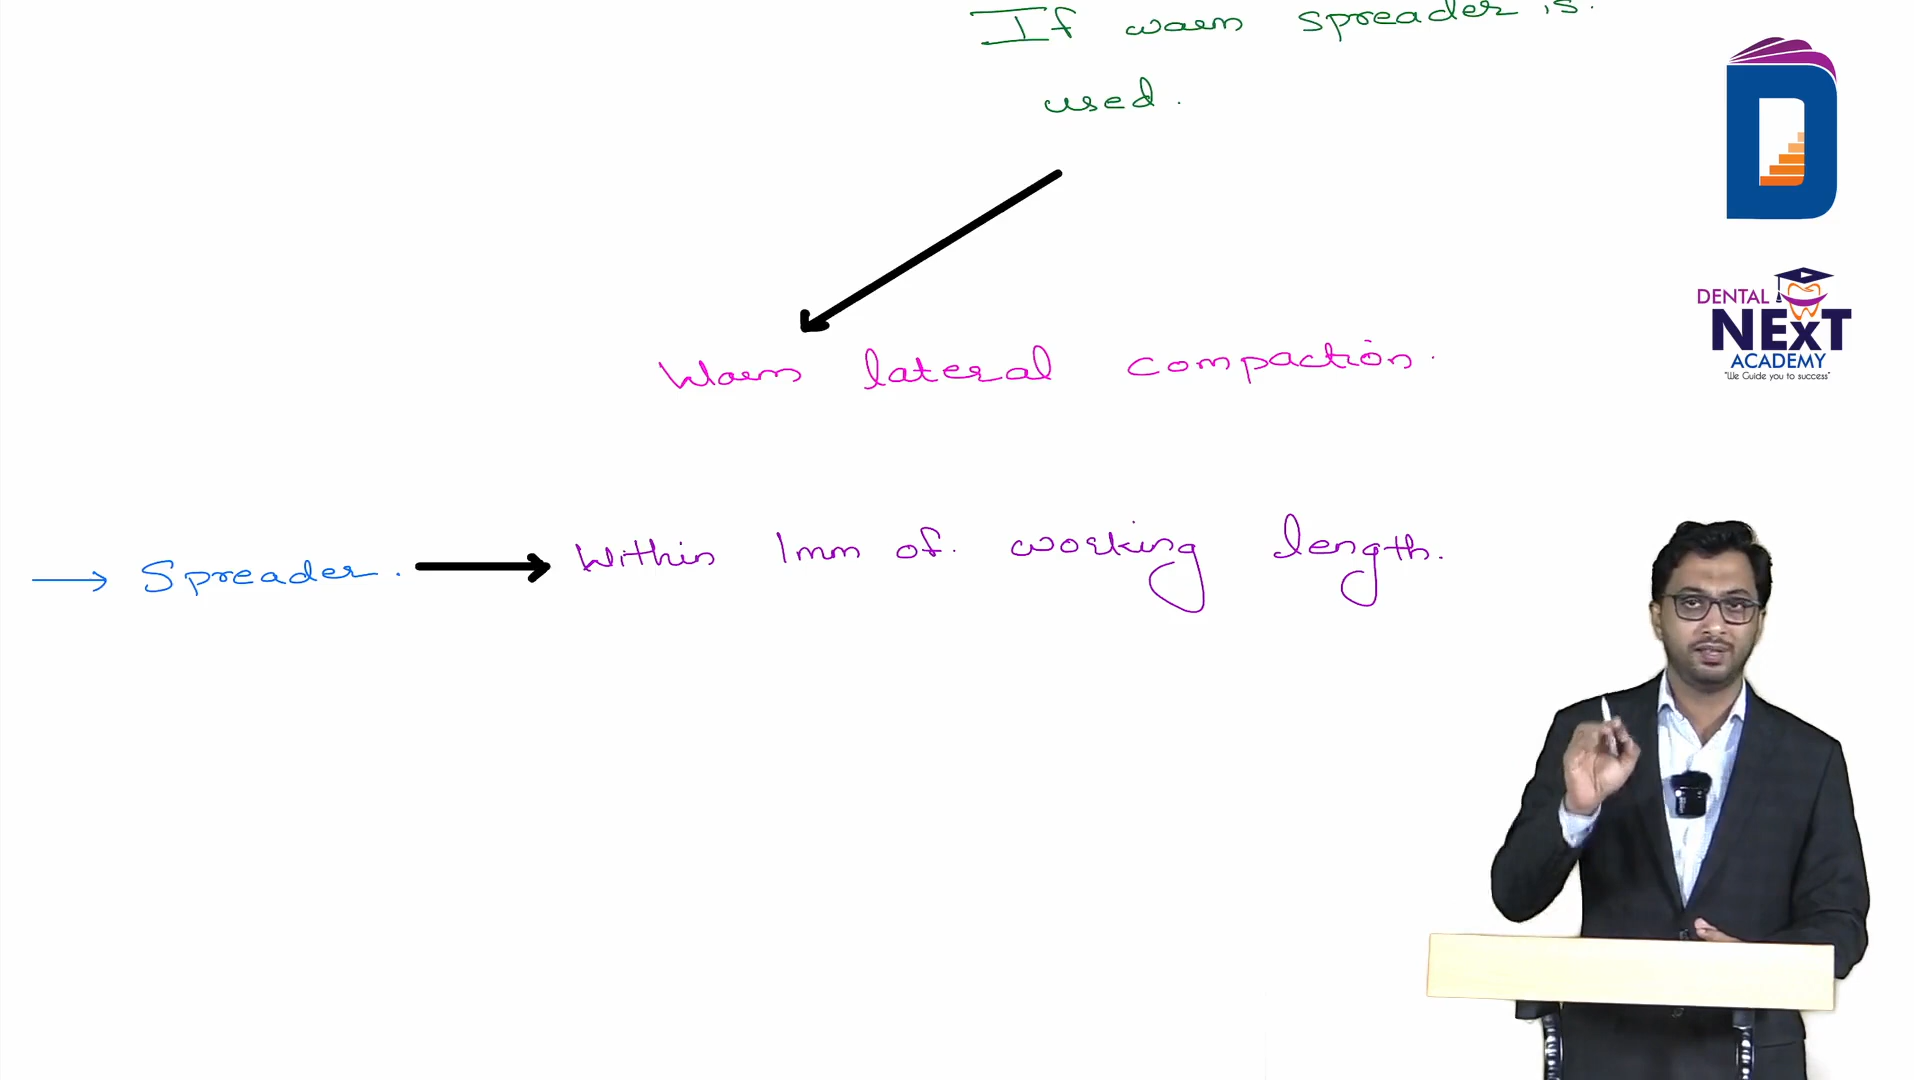 If warm spreader is.
used.
Warm lateral compaction.
→ Spreader. → Within 1mm of. working length.
DENTAL
NExT
ACADEMY
"We Guide you to success"